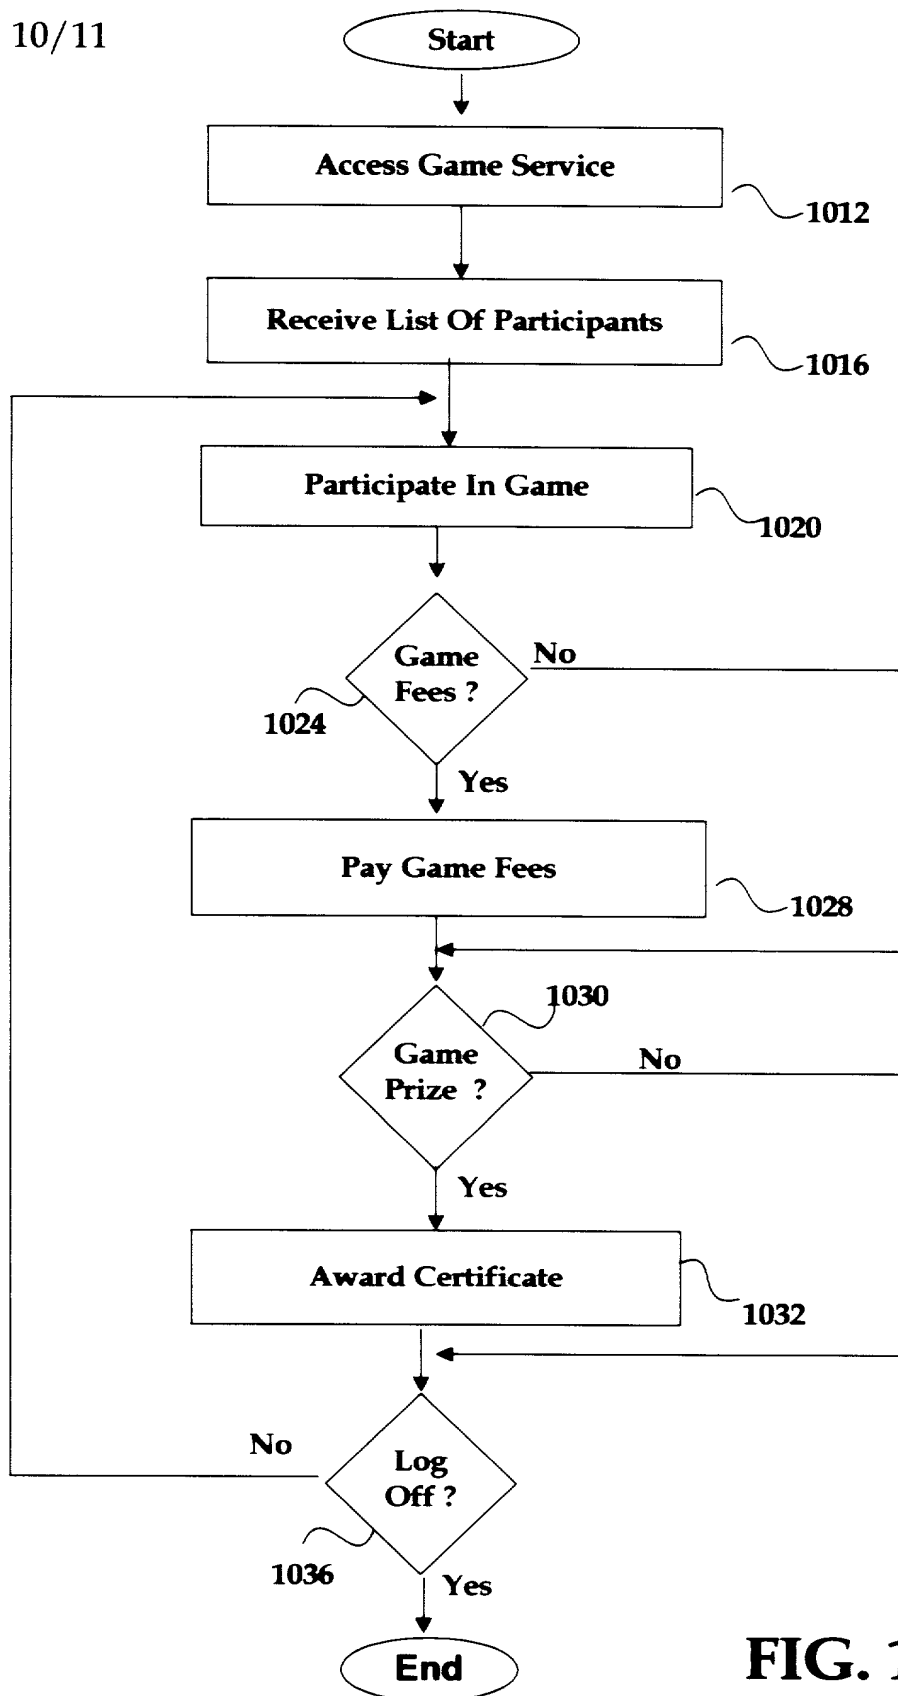 10/11
Start
Access Game Service
1012
Receive List Of Participants
1016
Participate In Game
1020
Game
Fees ?
No
1024
Yes
Pay Game Fees
1028
1030
Game
Prize ?
No
Yes
Award Certificate
1032
No
Log
Off ?
1036
Yes
End
FIG. 1